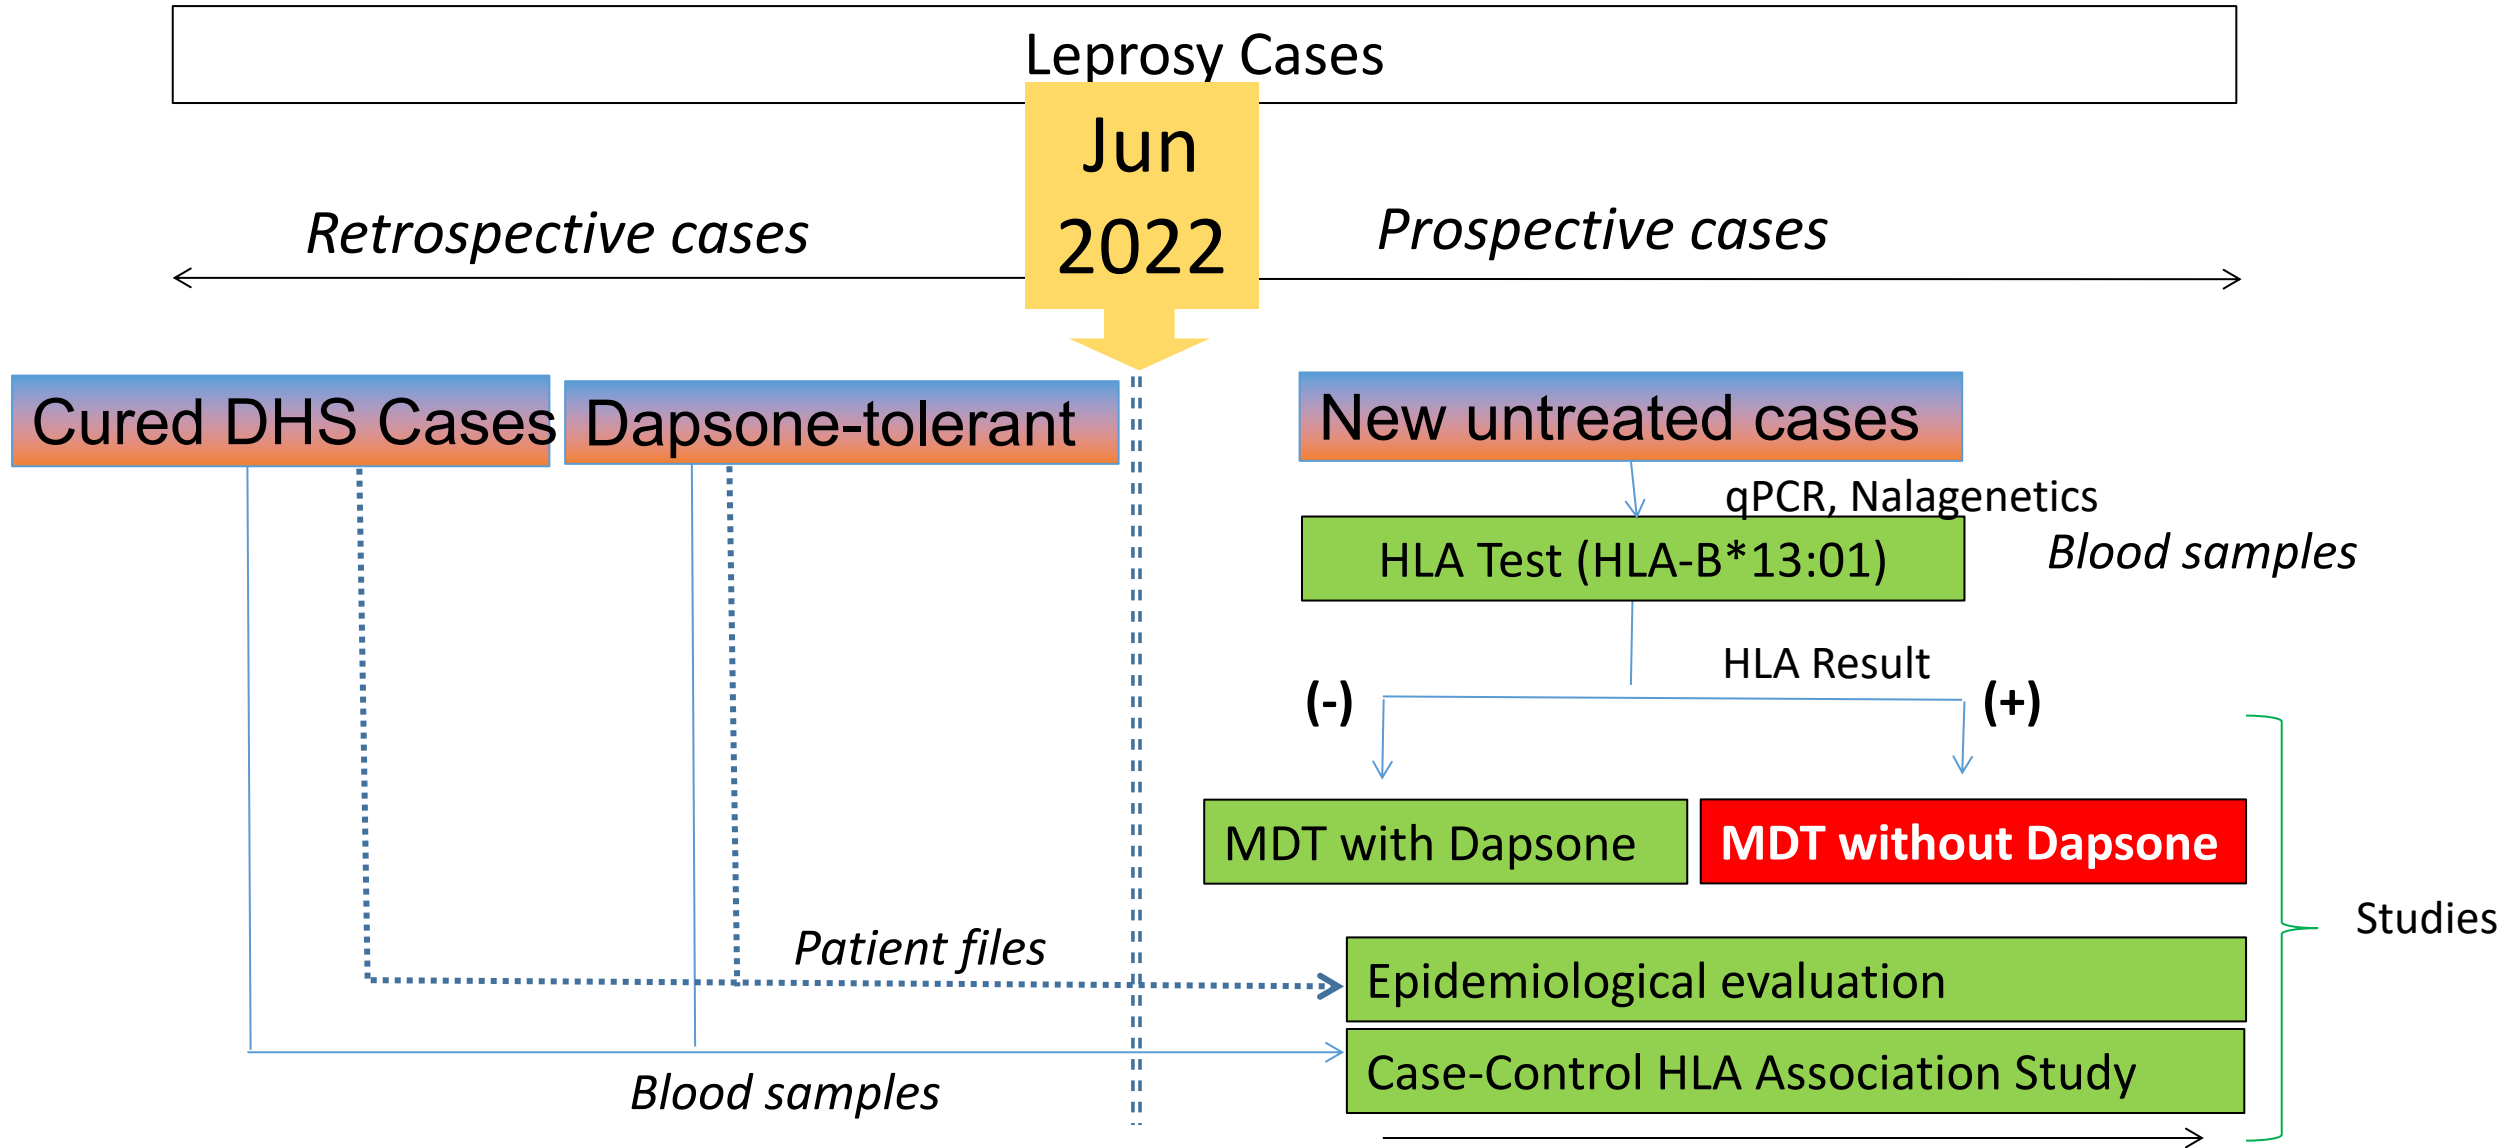 Leprosy Cases
Jun
2022
Retrospective cases
Prospective cases
Cured DHS Cases
Dapsone-tolerant
New untreated cases
qPCR, Nalagenetics
HLA Test (HLA-B*13:01)
Blood samples
HLA Result
(-)
(+)
MDT with Dapsone
MDT without Dapsone
Studies
Patient files
Epidemiological evaluation
Case-Control HLA Association Study
Blood samples